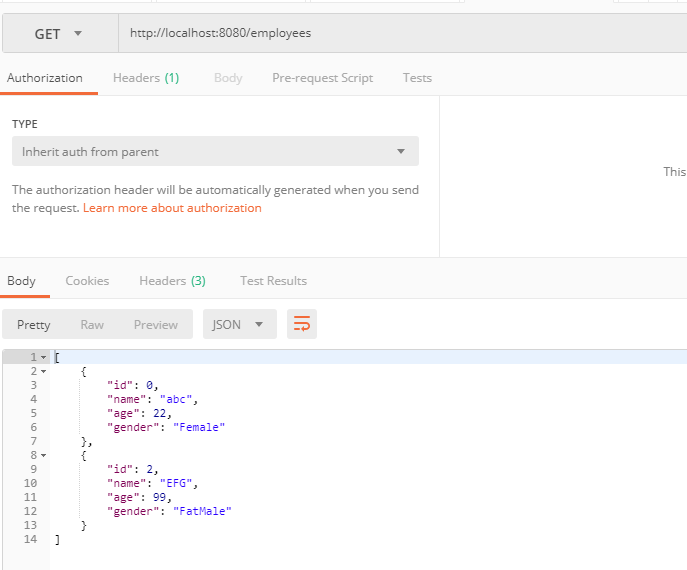 GET http://localhost:8080/employees
Authorization Headers (1) Body Pre-request Script Tests
TYPE
Inherit auth from parent
This
The authorization header will be automatically generated when you send
the request. Learn more about authorization
Body Cookies Headers (3) Test Results
Pretty Raw Preview JSON
1 [
2 {
3 "id": 0,
4 "name": "abc",
5 "age": 22,
6 "gender": "Female"
7 },
8 {
9 "id": 2,
10 "name": "EFG",
11 "age": 99,
12 "gender": "FatMale"
13 }
14 ]